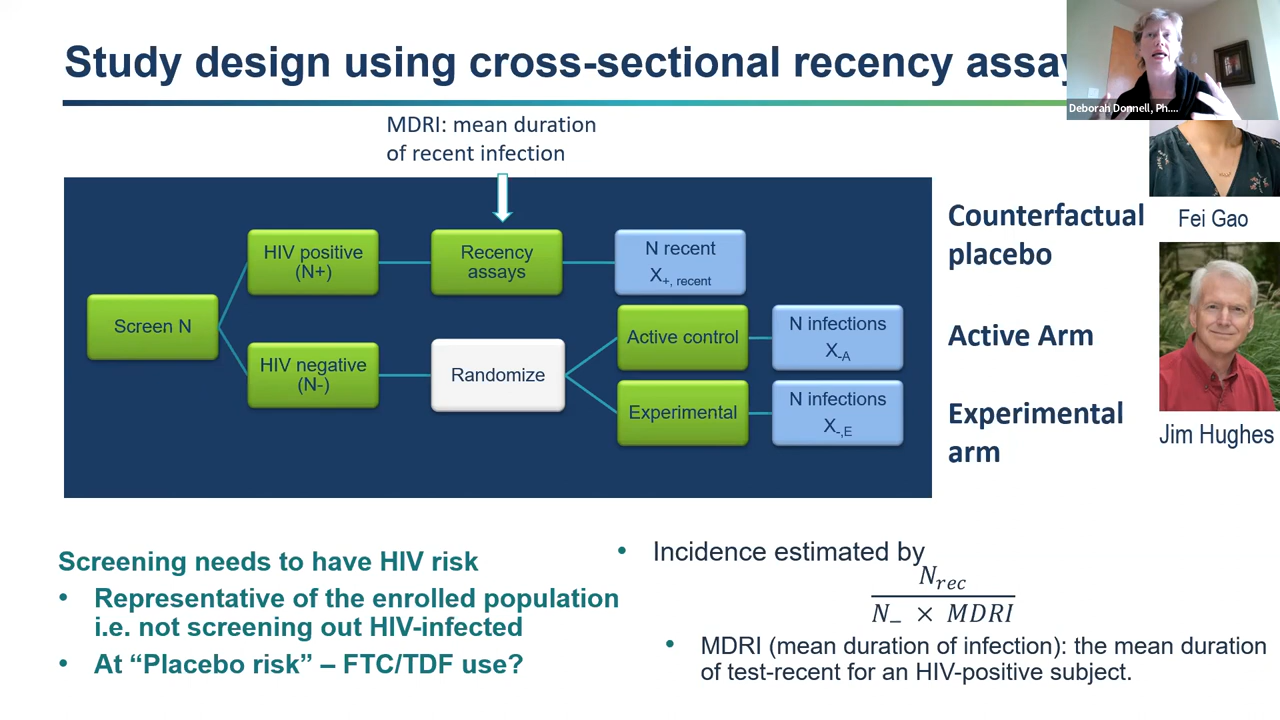 Study design using cross-sectional recency assay
Deborah Donnell, Ph....
MDRI: mean duration
of recent infection
HIV positive
(N+)
Recency
assays
N recent
X+, recent
Counterfactual
placebo
Fei Gao
Screen N
HIV negative
(N-)
Randomize
Active control
N infections
X-A
Active Arm
Experimental
N infections
X-,E
Experimental
arm
Jim Hughes
Screening needs to have HIV risk
• Representative of the enrolled population
i.e. not screening out HIV-infected
• At “Placebo risk” – FTC/TDF use?
• Incidence estimated by
Nrec
N− × MDRI
• MDRI (mean duration of infection): the mean duration
of test-recent for an HIV-positive subject.